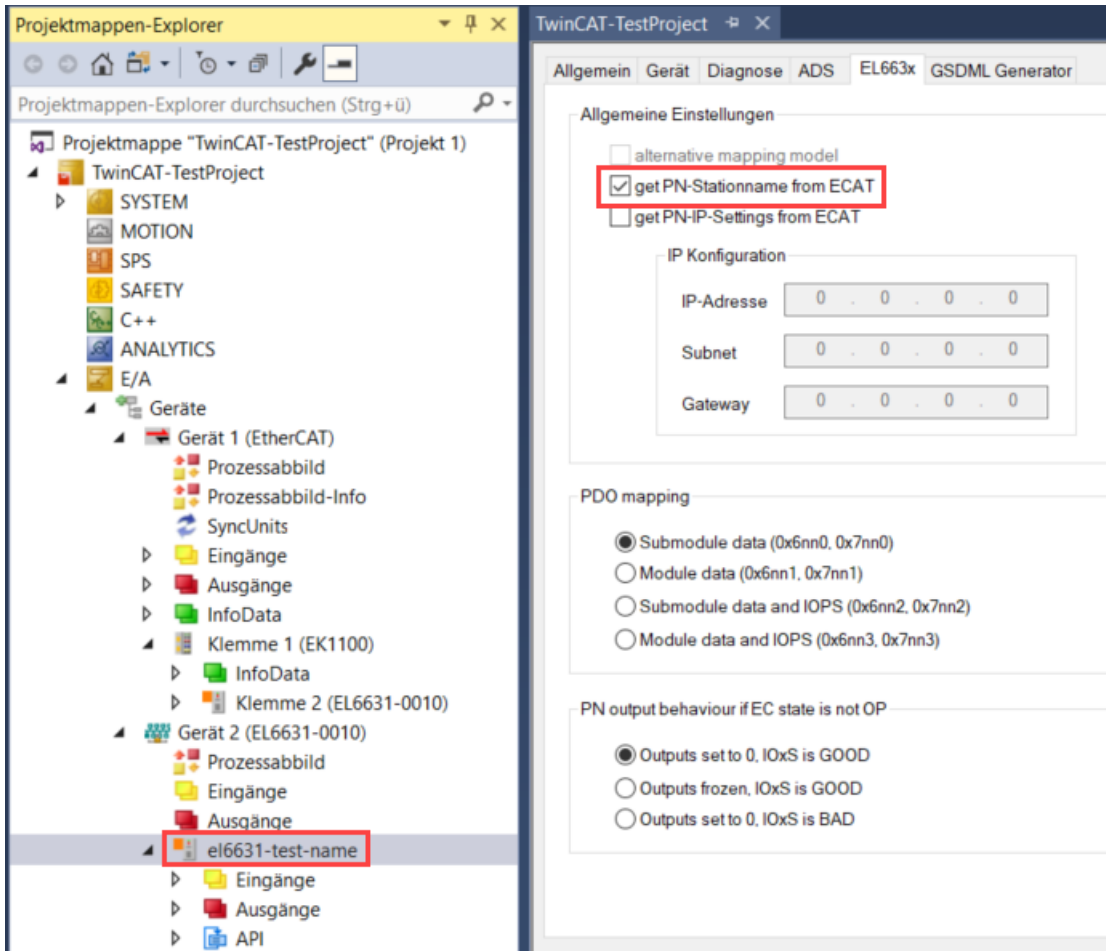 Projektmappen-Explorer
Projektmappen-Explorer durchsuchen (Strg+ü)
Projektmappe "TwinCAT-TestProject" (Projekt 1)
TwinCAT-TestProject
SYSTEM
MOTION
SPS
SAFETY
C++
ANALYTICS
E/A
Geräte
Gerät 1 (EtherCAT)
Prozessabbild
Prozessabbild-Info
SyncUnits
Eingänge
Ausgänge
InfoData
Klemme 1 (EK1100)
InfoData
Klemme 2 (EL6631-0010)
Gerät 2 (EL6631-0010)
Prozessabbild
Eingänge
Ausgänge
el6631-test-name
Eingänge
Ausgänge
API
TwinCAT-TestProject
Allgemein Gerät Diagnose ADS EL663x GSDML Generator
Allgemeine Einstellungen
alternative mapping model
get PN-Stationname from ECAT
get PN-IP-Settings from ECAT
IP Konfiguration
IP-Adresse 0 . 0 . 0 . 0
Subnet 0 . 0 . 0 . 0
Gateway 0 . 0 . 0 . 0
PDO mapping
Submodule data (0x6nn0, 0x7nn0)
Module data (0x6nn1, 0x7nn1)
Submodule data and IOPS (0x6nn2, 0x7nn2)
Module data and IOPS (0x6nn3, 0x7nn3)
PN output behaviour if EC state is not OP
Outputs set to 0, IOxS is GOOD
Outputs frozen, IOxS is GOOD
Outputs set to 0, IOxS is BAD